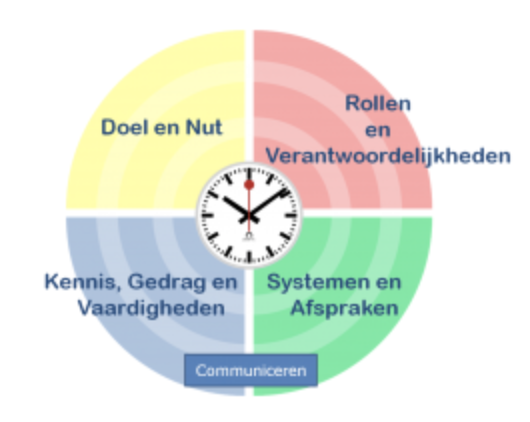 Doel en Nut
Rollen
en
Verantwoordelijkheden
Kennis, Gedrag en
Vaardigheden
Systemen en
Afspraken
Communiceren